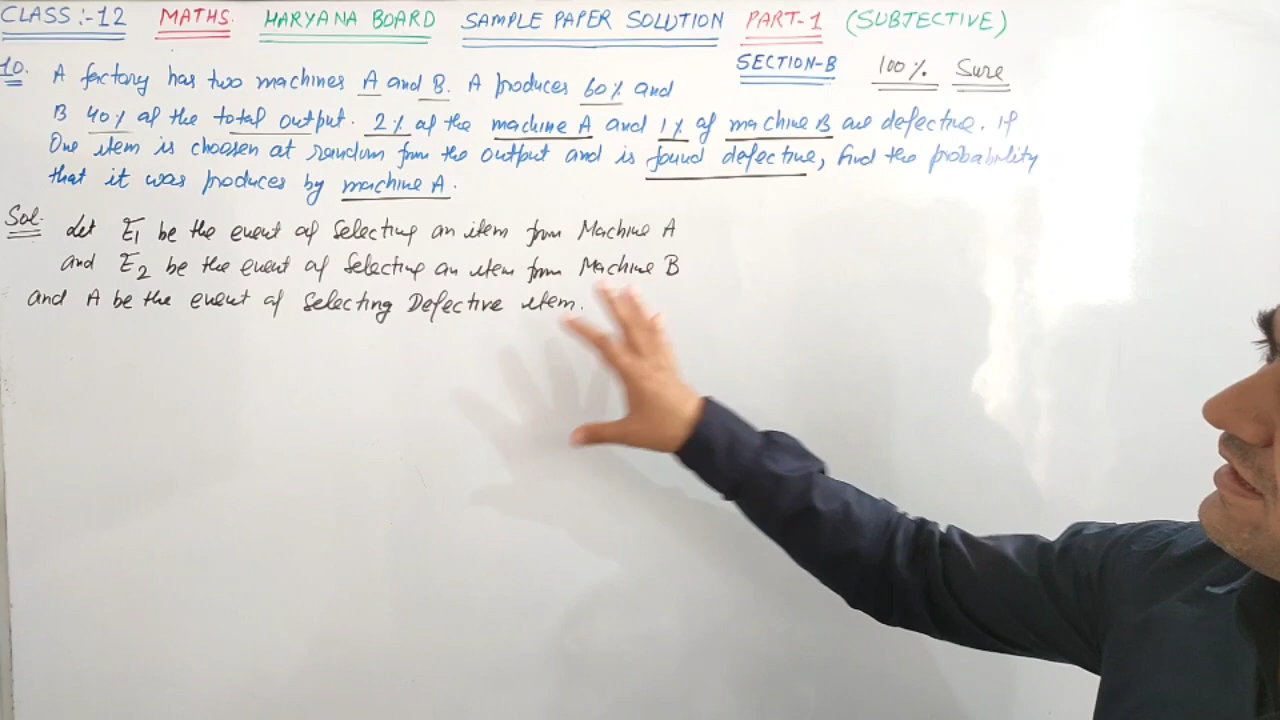 CLASS :- 12 MATHS. HARYANA BOARD SAMPLE PAPER SOLUTION PART-1 (SUBJECTIVE)
SECTION-B 100% Sure
10. A factory has two machines A and B. A produces 60% and
B 40% of the total output. 2% of the machine A and 1% of machine B are defective. If
One item is choosen at random from the output and is found defective, find the probability
that it was produces by machine A.
Sol. Let E1 be the event of selecting an item from Machine A
and E2 be the event of selecting an item from Machine B
and A be the event of selecting Defective item.